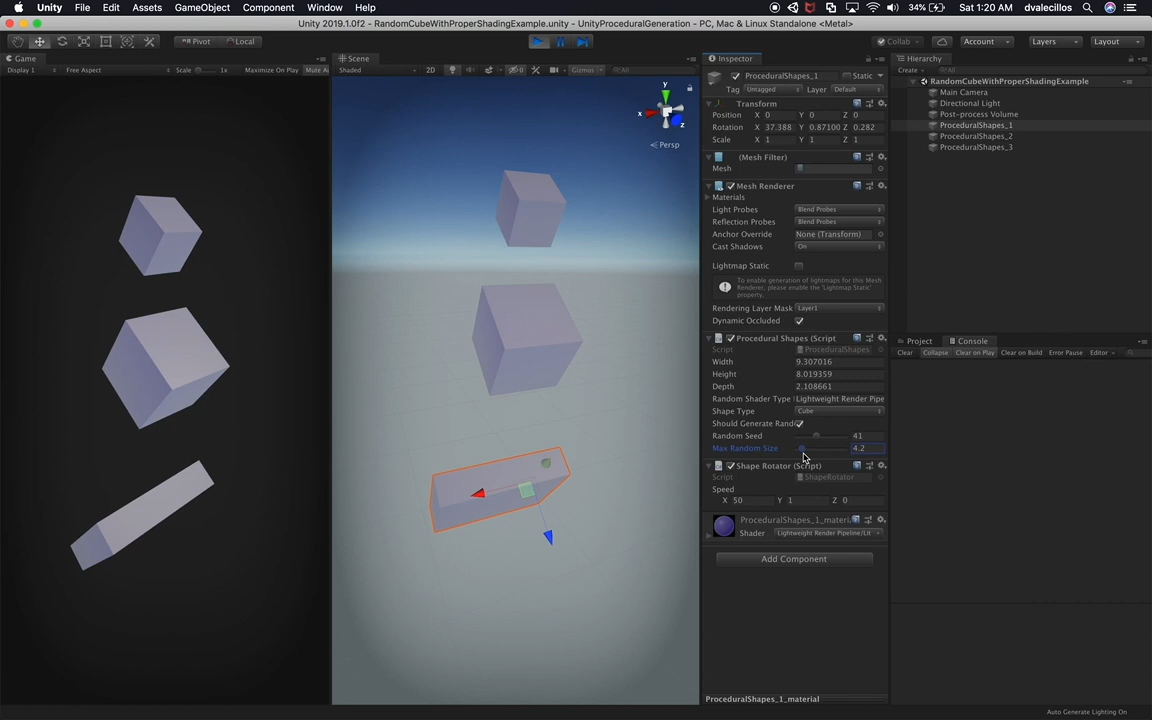 Unity File Edit Assets GameObject Component Window Help 34% Sat 1:20 AM dvalecillos
Unity 2019.1.0f2 - RandomCubeWithProperShadingExample.unity - UnityProceduralGeneration - PC, Mac & Linux Standalone <Metal>
Pivot Local Collab Account Layers Layout
Game Scene Inspector Hierarchy
Display 1 Free Aspect Scale 1x Maximize On Play Mute Au Shaded 2D 0 Gizmos All Create All
ProceduralShapes_1 Static
Tag Untagged Layer Default
RandomCubeWithProperShadingExample
Main Camera
Directional Light
Post-process Volume
ProceduralShapes_1
ProceduralShapes_2
ProceduralShapes_3
y
x
z
Persp
Transform
Position X 0 Y 0 Z 0
Rotation X 37.388 Y 0.87100 Z 0.282
Scale X 1 Y 1 Z 1
(Mesh Filter)
Mesh
Mesh Renderer
Materials
Light Probes Blend Probes
Reflection Probes Blend Probes
Anchor Override None (Transform)
Cast Shadows On
Lightmap Static
To enable generation of lightmaps for this Mesh
Renderer, please enable the 'Lightmap Static'
property.
Rendering Layer Mask Layer1
Dynamic Occluded
Procedural Shapes (Script
Script ProceduralShapes
Width 9.307016
Height 8.019359
Depth 2.108661
Random Shader Type Lightweight Render Pipe
Shape Type Cube
Should Generate Rand
Random Seed 41
Max Random Size 4.2
Shape Rotator (Script)
Script ShapeRotator
Speed
X 50 Y 1 Z 0
ProceduralShapes_1_materia
Shader Lightweight Render Pipeline/Lit
Add Component
ProceduralShapes_1_material
Project Console
Clear Collapse Clear on Play Clear on Build Error Pause Editor
Auto Generate Lighting On